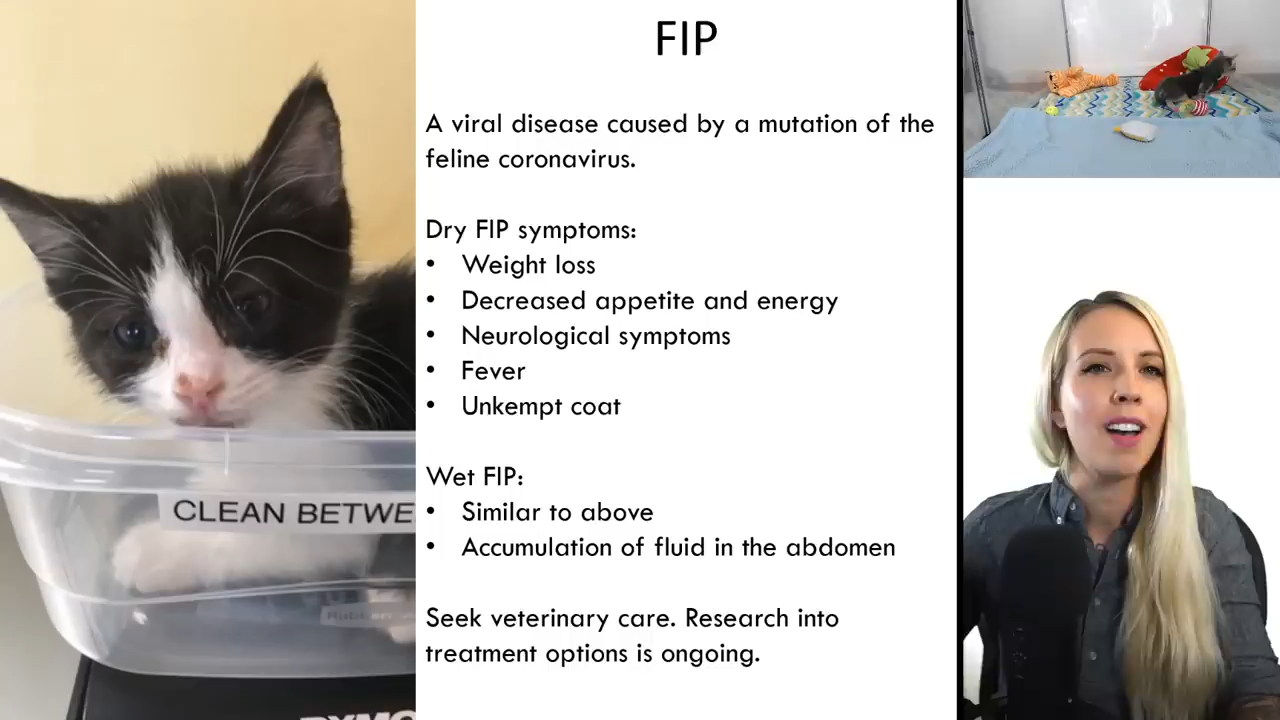 FIP
A viral disease caused by a mutation of the
feline coronavirus.
Dry FIP symptoms:
• Weight loss
• Decreased appetite and energy
• Neurological symptoms
• Fever
• Unkempt coat
Wet FIP:
• Similar to above
• Accumulation of fluid in the abdomen
Seek veterinary care. Research into
treatment options is ongoing.
CLEAN BETWE